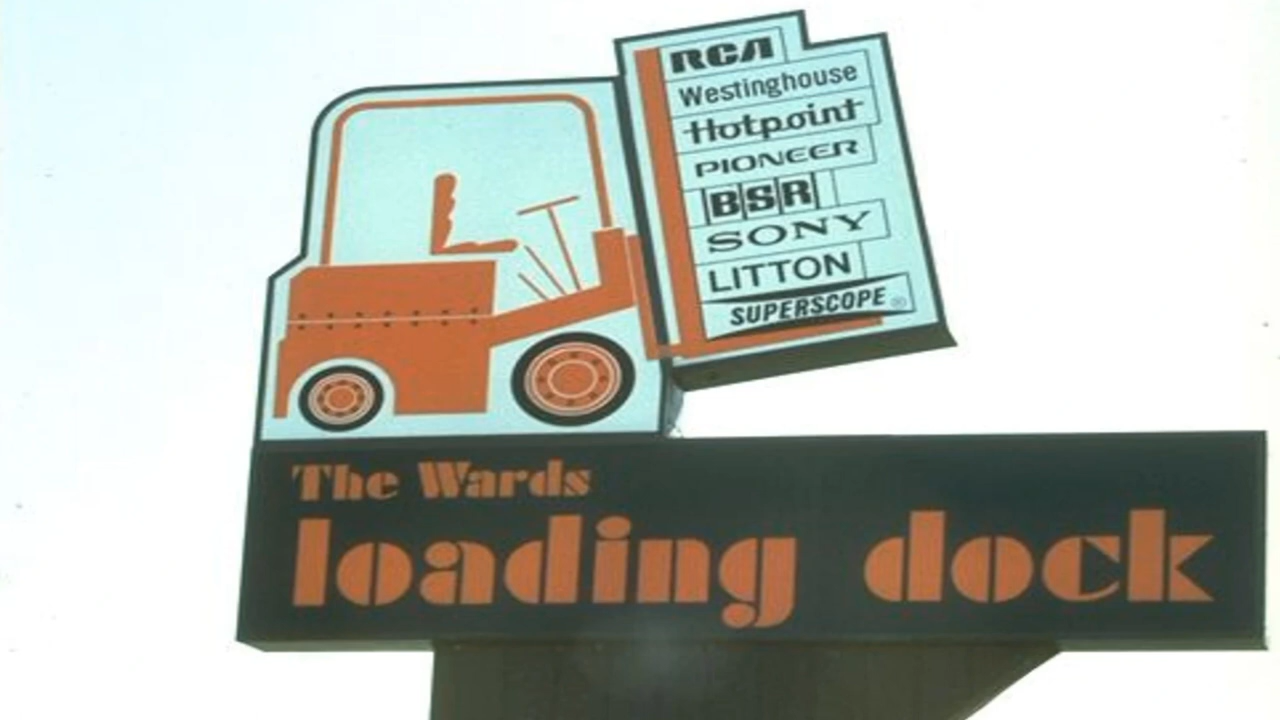 RCA
Westinghouse
Hotpoint
PIONEER
BSR
SONY
LITTON
SUPERSCOPE®
The Wards
loading dock